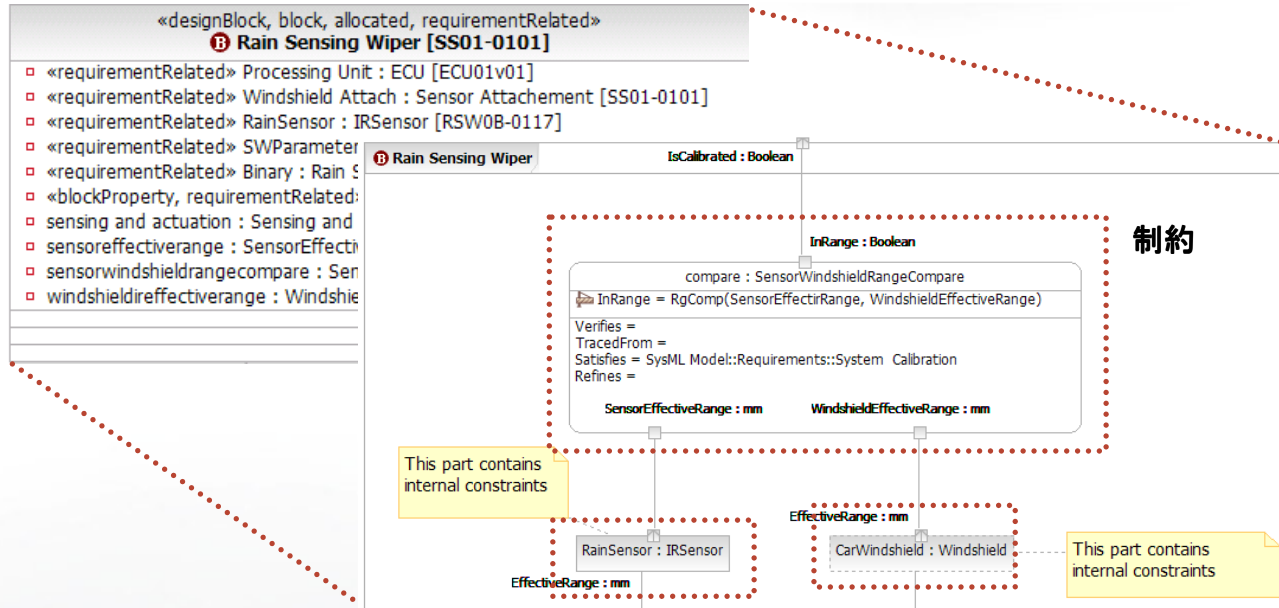 «designBlock, block, allocated, requirementRelated»
B Rain Sensing Wiper [SS01-0101]
«requirementRelated» Processing Unit : ECU [ECU01v01]
«requirementRelated» Windshield Attach : Sensor Attachement [SS01-0101]
«requirementRelated» RainSensor : IRSensor [RSW0B-0117]
«requirementRelated» SWParameter
«requirementRelated» Binary : Rain S
«blockProperty, requirementRelated»
sensing and actuation : Sensing and
sensoreffectiverange : SensorEffecti
sensorwindshieldrangecompare : Sen
windshieldireffectiverange : Windshie
B Rain Sensing Wiper
IsCalibrated : Boolean
制約
InRange : Boolean
compare : SensorWindshieldRangeCompare
InRange = RgComp(SensorEffectirRange, WindshieldEffectiveRange)
Verifies =
TracedFrom =
Satisfies = SysML Model::Requirements::System Calibration
Refines =
SensorEffectiveRange : mm
WindshieldEffectiveRange : mm
This part contains
internal constraints
EffectiveRange : mm
RainSensor : IRSensor
CarWindshield : Windshield
This part contains
internal constraints
EffectiveRange : mm